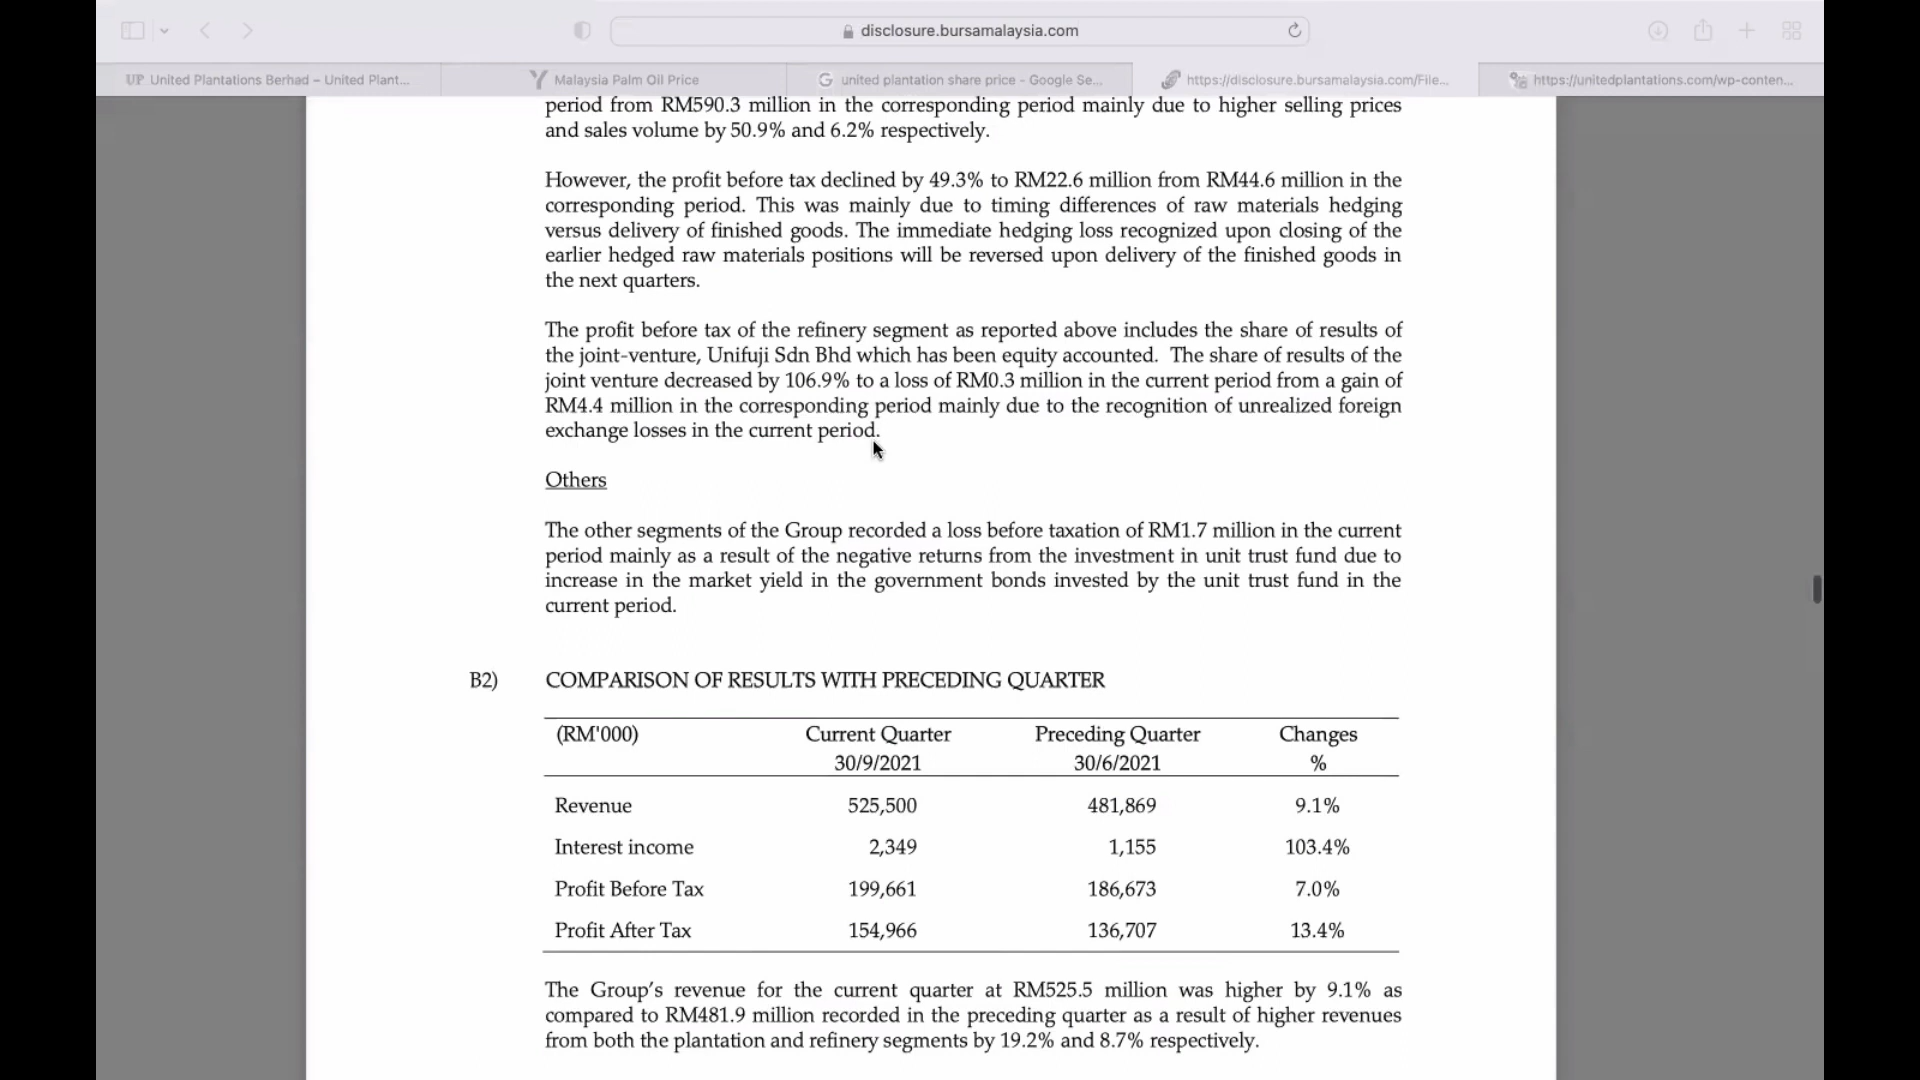 disclosure.bursamalaysia.com
UP United Plantations Berhad – United Plant...
Malaysia Palm Oil Price
united plantation share price - Google Se...
https://disclosure.bursamalaysia.com/File...
https://unitedplantations.com/wp-conten...
period from RM590.3 million in the corresponding period mainly due to higher selling prices
and sales volume by 50.9% and 6.2% respectively.
However, the profit before tax declined by 49.3% to RM22.6 million from RM44.6 million in the
corresponding period. This was mainly due to timing differences of raw materials hedging
versus delivery of finished goods. The immediate hedging loss recognized upon closing of the
earlier hedged raw materials positions will be reversed upon delivery of the finished goods in
the next quarters.
The profit before tax of the refinery segment as reported above includes the share of results of
the joint-venture, Unifuji Sdn Bhd which has been equity accounted. The share of results of the
joint venture decreased by 106.9% to a loss of RM0.3 million in the current period from a gain of
RM4.4 million in the corresponding period mainly due to the recognition of unrealized foreign
exchange losses in the current period.
Others
The other segments of the Group recorded a loss before taxation of RM1.7 million in the current
period mainly as a result of the negative returns from the investment in unit trust fund due to
increase in the market yield in the government bonds invested by the unit trust fund in the
current period.
B2) COMPARISON OF RESULTS WITH PRECEDING QUARTER
(RM'000) Current Quarter Preceding Quarter Changes
30/9/2021 30/6/2021 %
Revenue 525,500 481,869 9.1%
Interest income 2,349 1,155 103.4%
Profit Before Tax 199,661 186,673 7.0%
Profit After Tax 154,966 136,707 13.4%
The Group's revenue for the current quarter at RM525.5 million was higher by 9.1% as
compared to RM481.9 million recorded in the preceding quarter as a result of higher revenues
from both the plantation and refinery segments by 19.2% and 8.7% respectively.